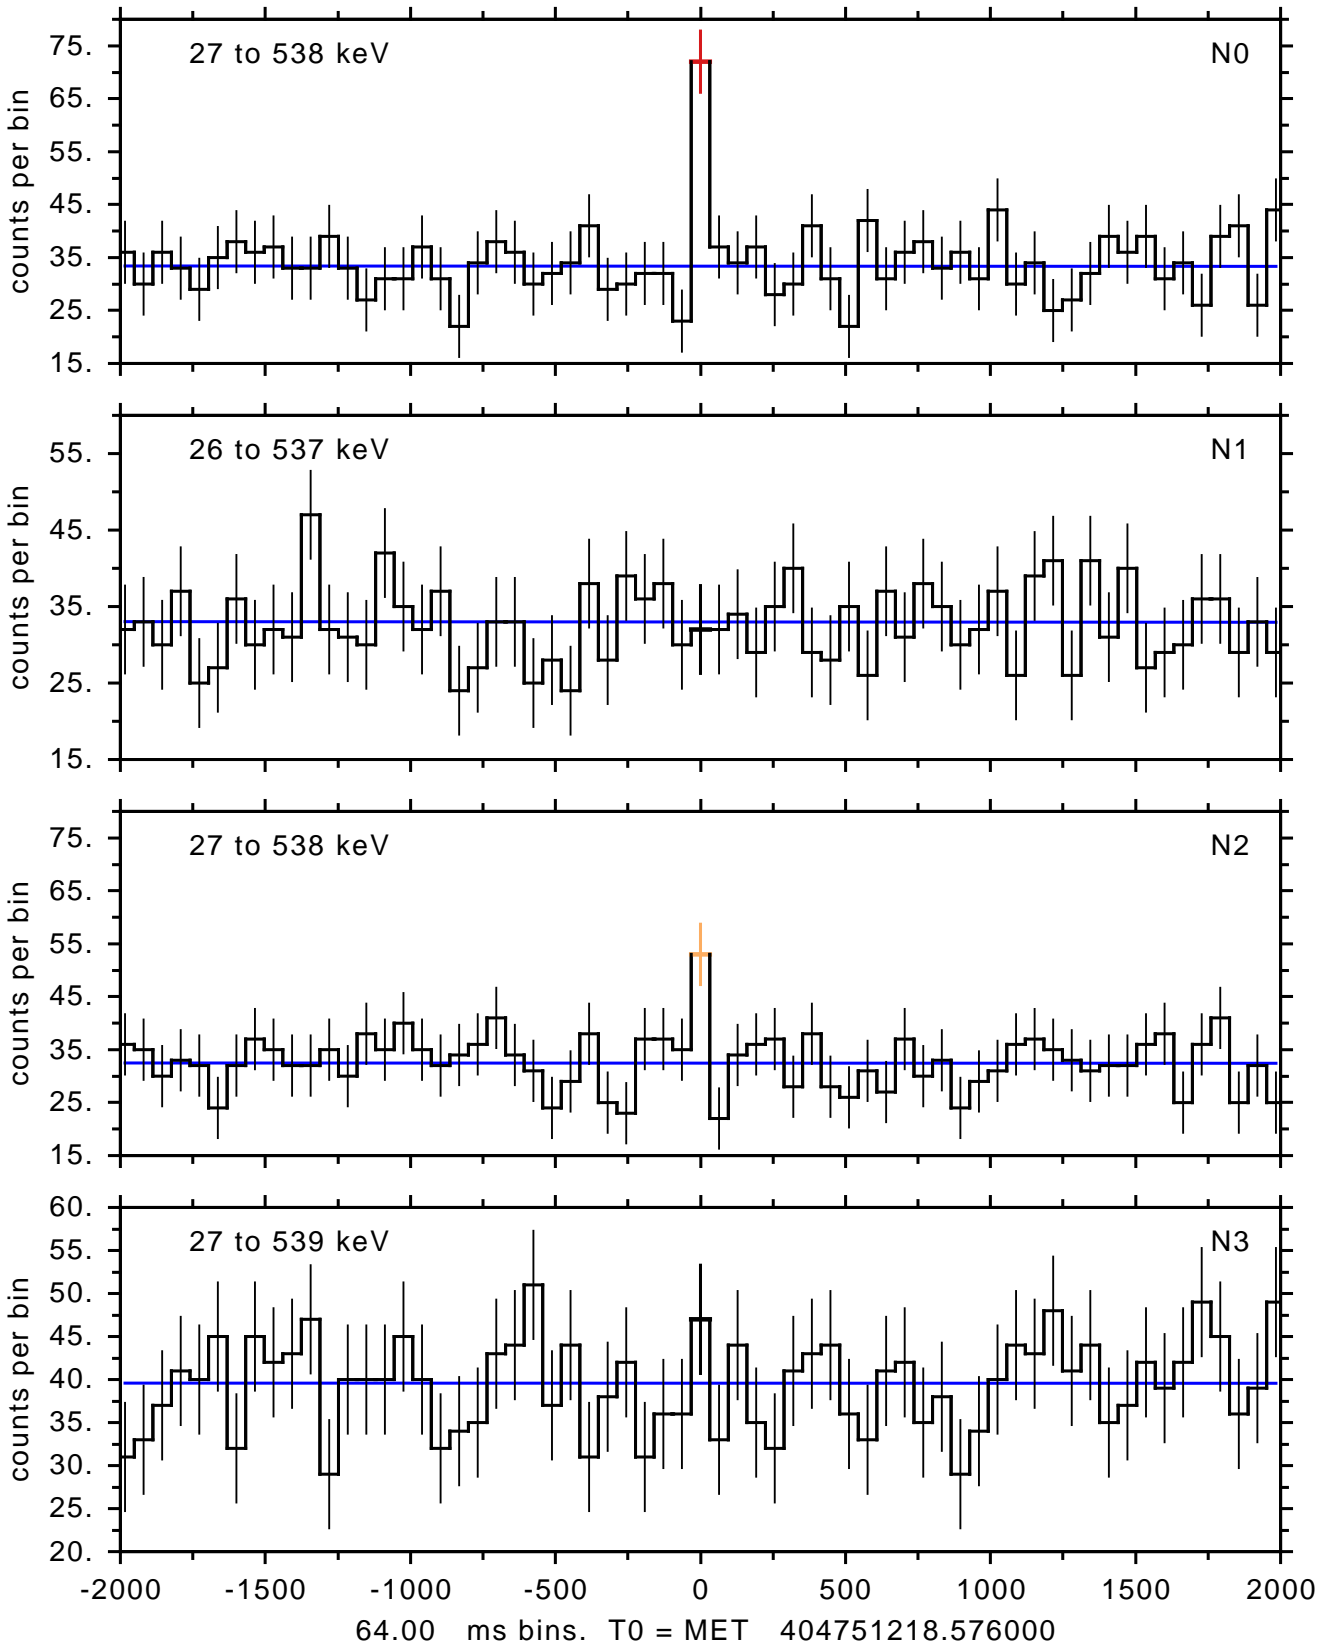 27 to 538 keV N0
75.
65.
55.
45.
35.
25.
15.
counts per bin
26 to 537 keV N1
55.
45.
35.
25.
15.
counts per bin
27 to 538 keV N2
75.
65.
55.
45.
35.
25.
15.
counts per bin
27 to 539 keV N3
60.
55.
50.
45.
40.
35.
30.
25.
20.
counts per bin
-2000 -1500 -1000 -500 0 500 1000 1500 2000
64.00 ms bins. T0 = MET 404751218.576000